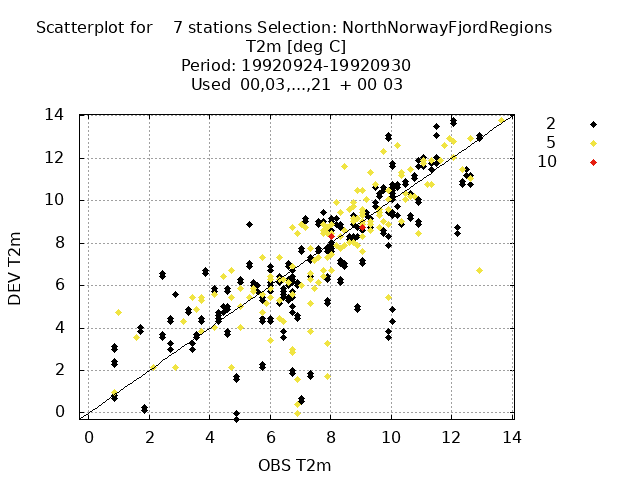 Scatterplot for 7 stations Selection: NorthNorwayFjordRegions
T2m [deg C]
Period: 19920924-19920930
Used 00,03,...,21 + 00 03
14
12
10
8
6
4
2
0
DEV T2m
0 2 4 6 8 10 12 14
OBS T2m
2
5
10